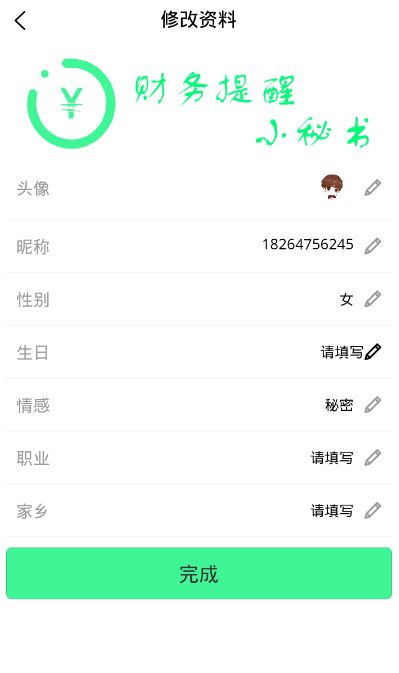 修改资料
¥
财务提醒
小秘书
头像
昵称 18264756245
性别 女
生日 请填写
情感 秘密
职业 请填写
家乡 请填写
完成